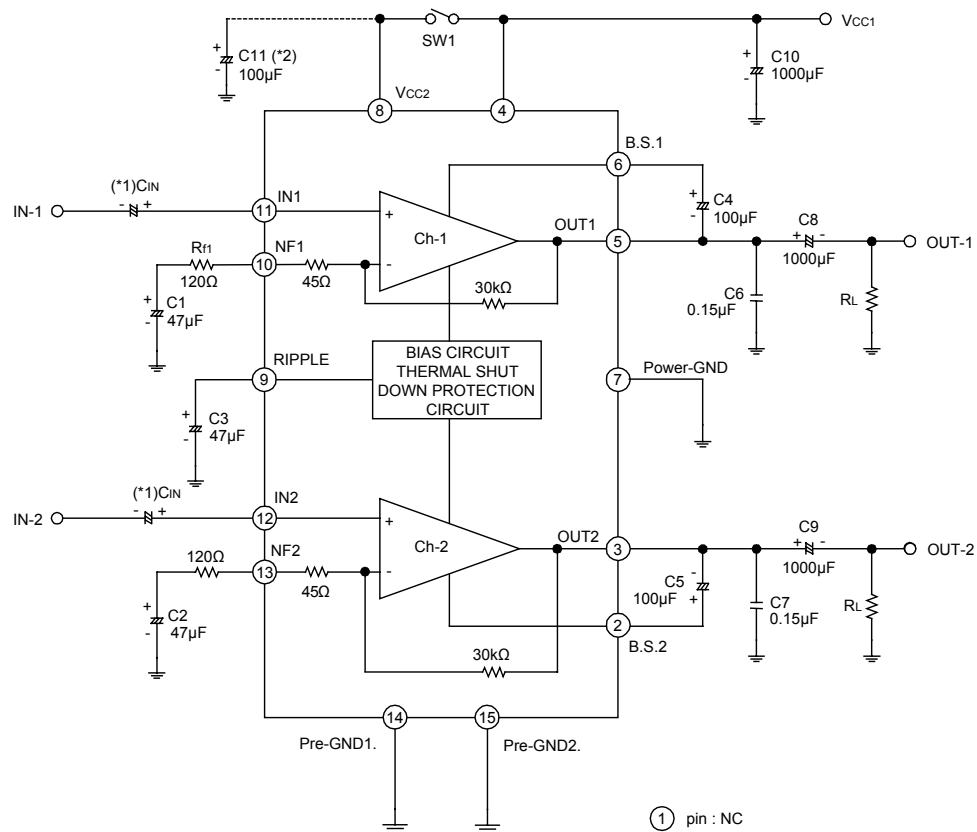 VCC1
SW1
+
-
C11 (*2)
100µF
+
-
C10
1000µF
VCC2
8
4
B.S.1
6
(*1)CIN
- +
IN-1
IN1
11
+
Ch-1
-
OUT1
5
+
-
C4
100µF
C8
+ -
1000µF
OUT-1
Rf1
120Ω
NF1
10
45Ω
30kΩ
+
-
C1
47µF
C6
0.15µF
RL
RIPPLE
9
BIAS CIRCUIT
THERMAL SHUT
DOWN PROTECTION
CIRCUIT
Power-GND
7
+
-
C3
47µF
(*1)CIN
- +
IN-2
IN2
12
+
Ch-2
-
OUT2
3
C9
+ -
1000µF
OUT-2
120Ω
NF2
13
45Ω
-
+
C5
100µF
+
-
C2
47µF
C7
0.15µF
RL
2
B.S.2
30kΩ
14
15
Pre-GND1.
Pre-GND2.
1 pin : NC